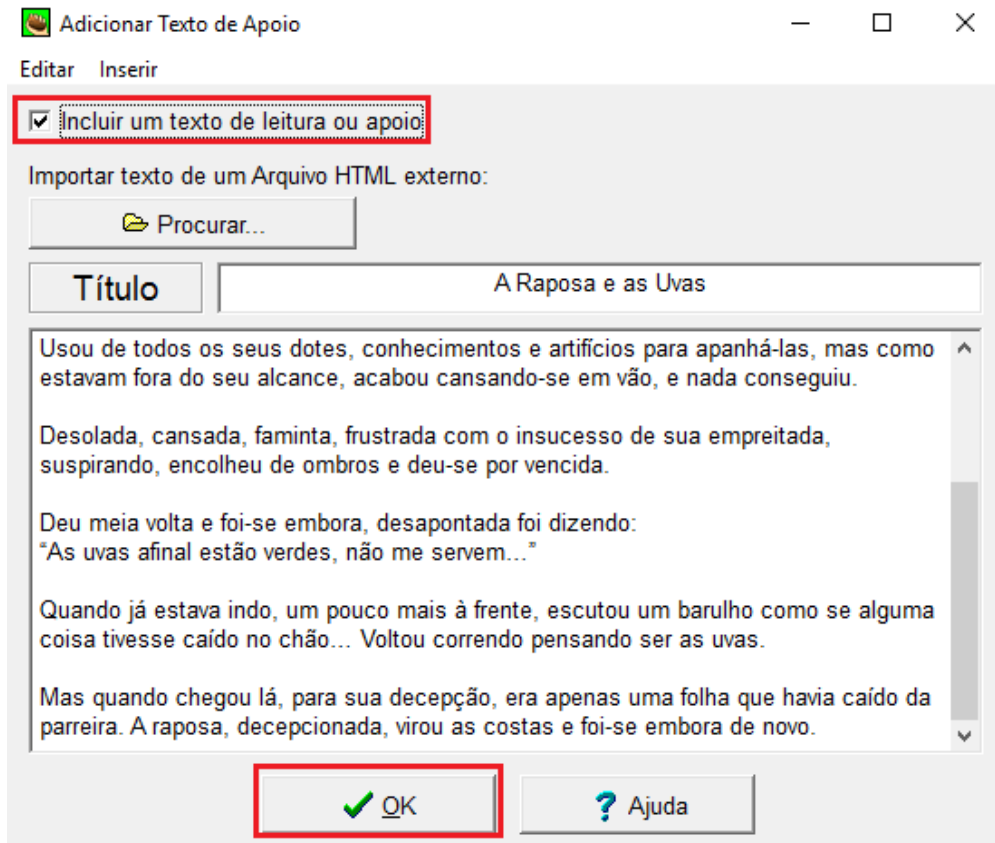 Adicionar Texto de Apoio
Editar Inserir
Incluir um texto de leitura ou apoio
Importar texto de um Arquivo HTML externo:
Procurar...
Título A Raposa e as Uvas
Usou de todos os seus dotes, conhecimentos e artifícios para apanhá-las, mas como
estavam fora do seu alcance, acabou cansando-se em vão, e nada conseguiu.
Desolada, cansada, faminta, frustrada com o insucesso de sua empreitada,
suspirando, encolheu de ombros e deu-se por vencida.
Deu meia volta e foi-se embora, desapontada foi dizendo:
“As uvas afinal estão verdes, não me servem...”
Quando já estava indo, um pouco mais à frente, escutou um barulho como se alguma
coisa tivesse caído no chão... Voltou correndo pensando ser as uvas.
Mas quando chegou lá, para sua decepção, era apenas uma folha que havia caído da
parreira. A raposa, decepcionada, virou as costas e foi-se embora de novo.
OK ? Ajuda